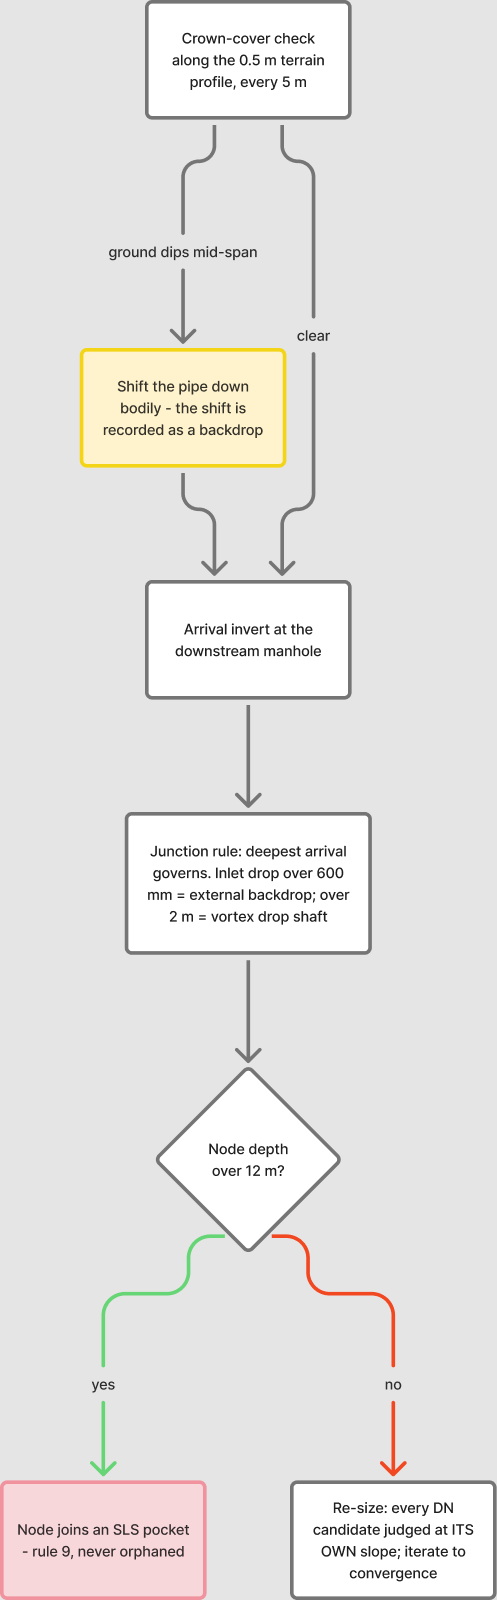 Crown-cover check
along the 0.5 m terrain
profile, every 5 m
ground dips mid-span
clear
Shift the pipe down
bodily - the shift is
recorded as a backdrop
Arrival invert at the
downstream manhole
Junction rule: deepest arrival
governs. Inlet drop over 600
mm = external backdrop; over
2 m = vortex drop shaft
Node depth
over 12 m?
yes
no
Node joins an SLS pocket
- rule 9, never orphaned
Re-size: every DN
candidate judged at ITS
OWN slope; iterate to
convergence